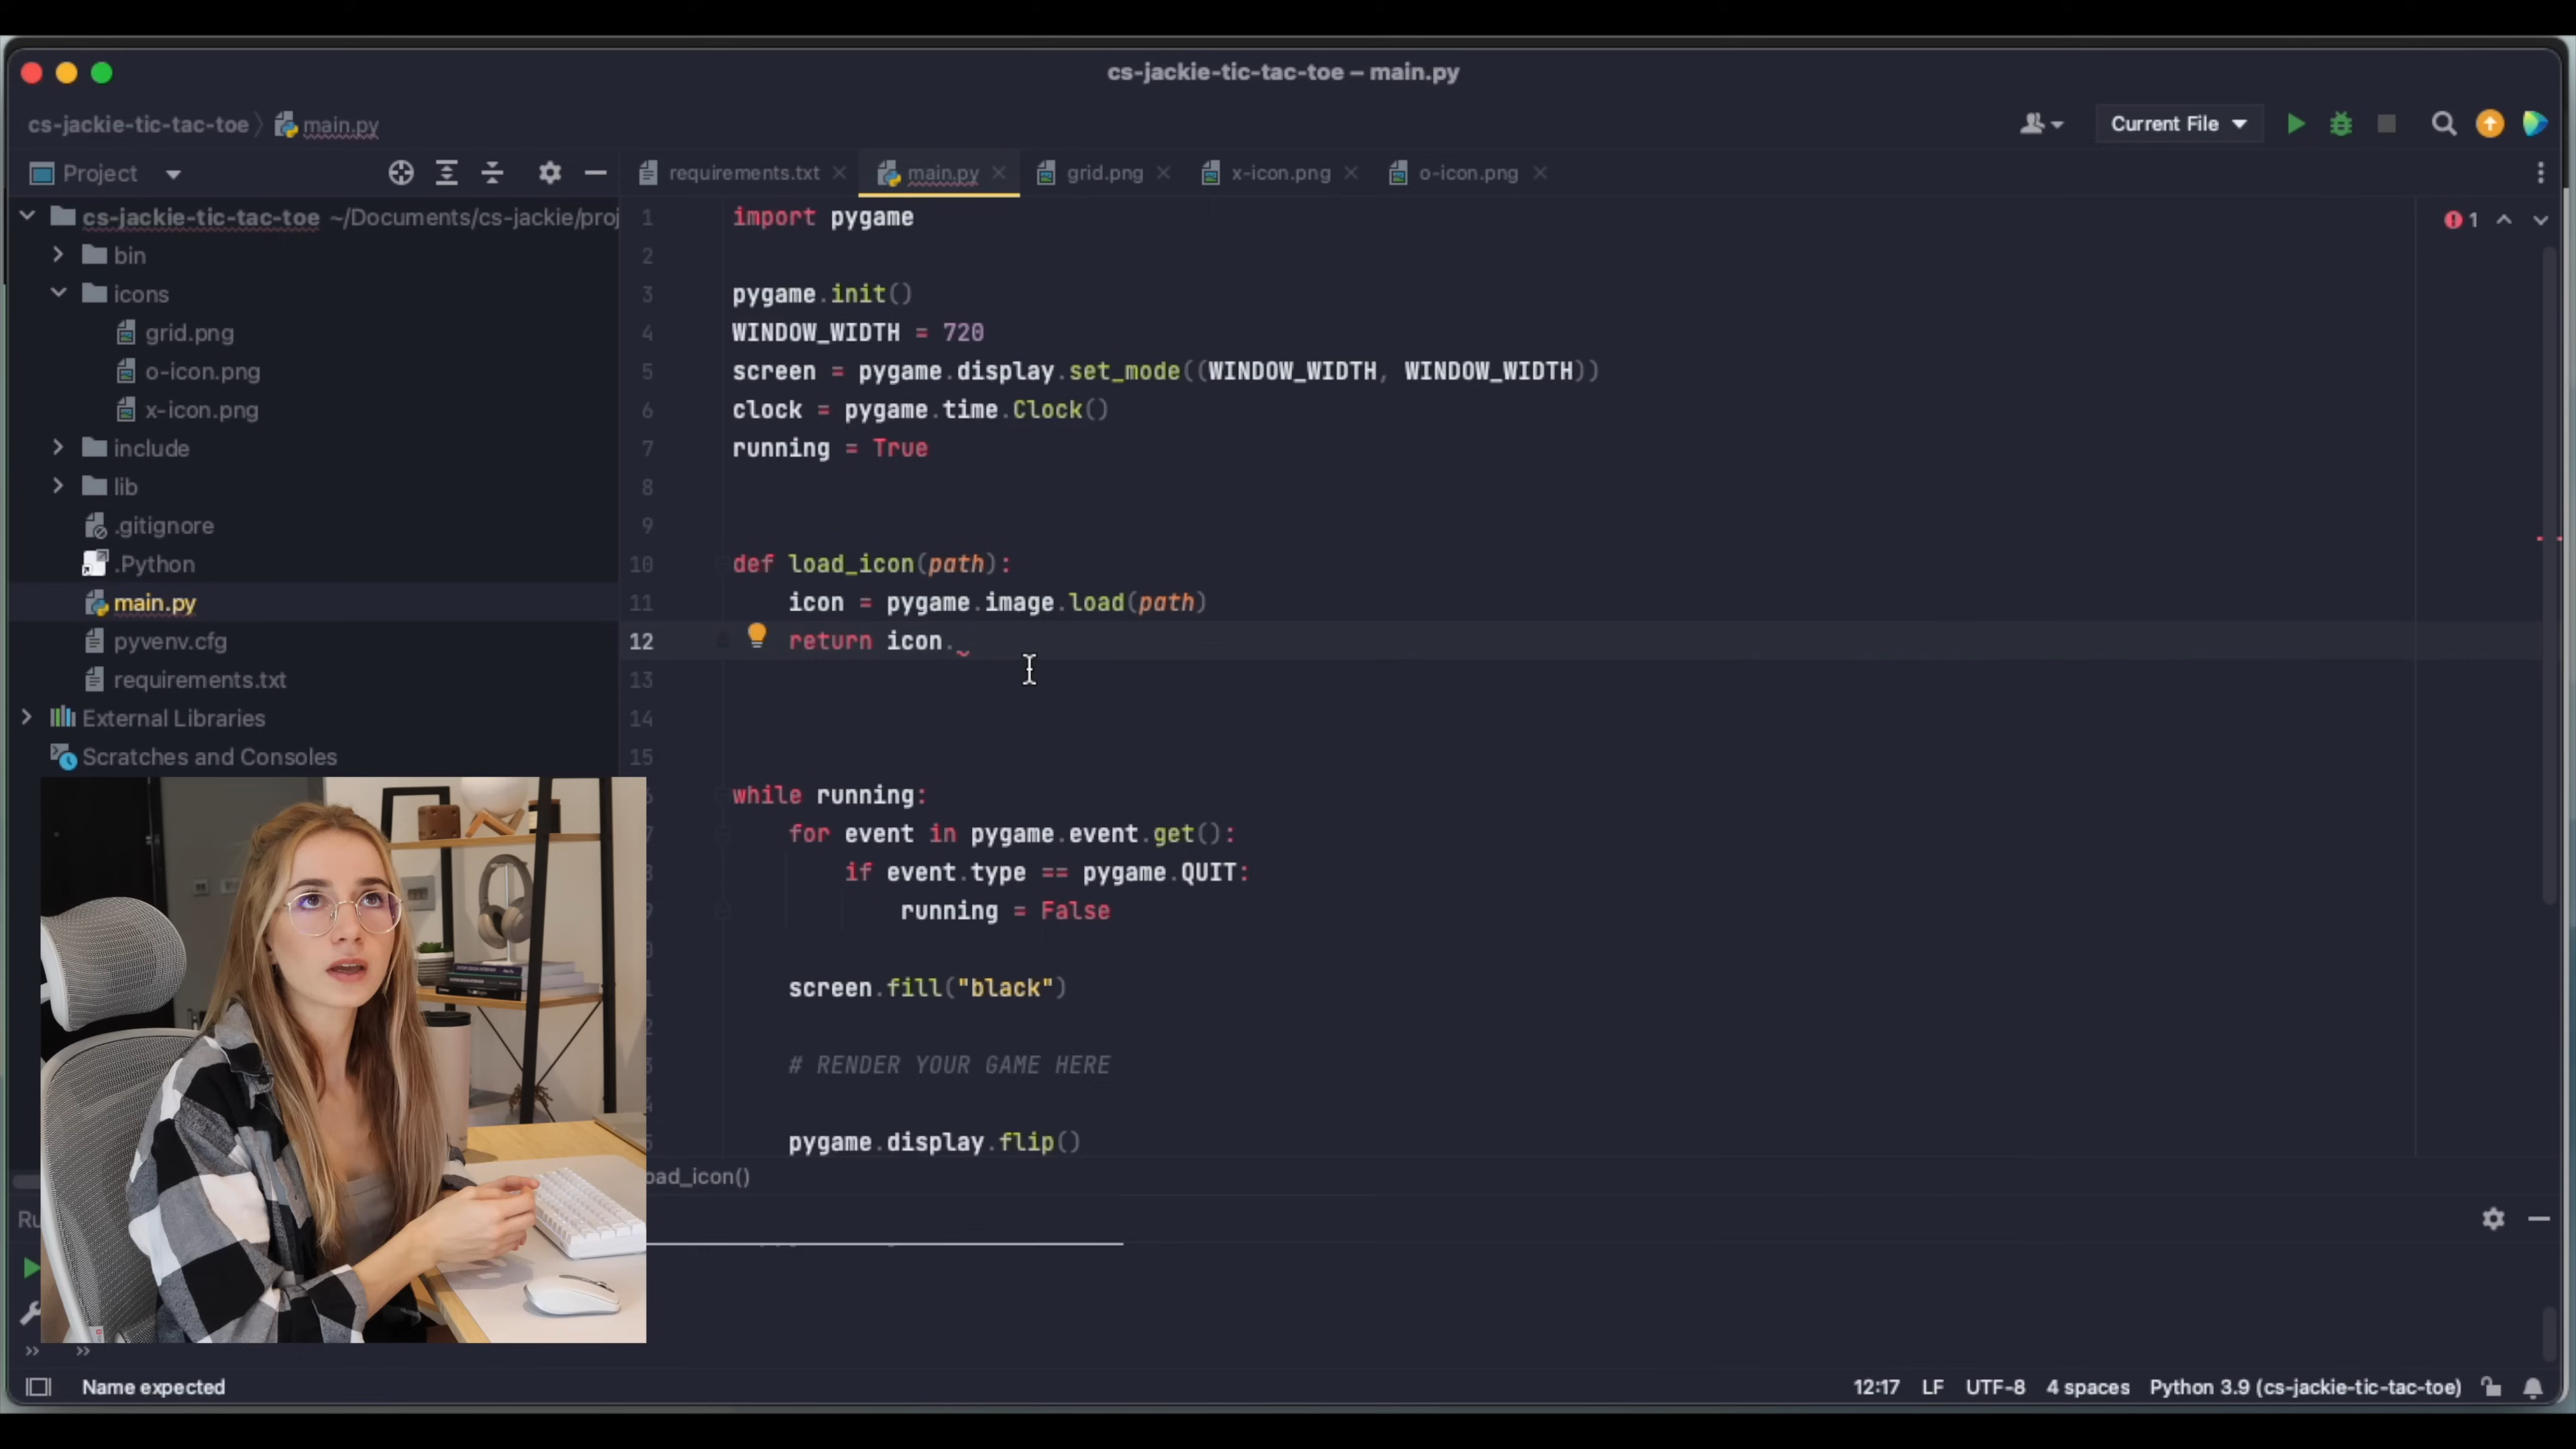 cs-jackie-tic-tac-toe – main.py
cs-jackie-tic-tac-toe
main.py
Current File
Project
requirements.txt
main.py
grid.png
x-icon.png
o-icon.png
cs-jackie-tic-tac-toe ~/Documents/cs-jackie/proj
bin
icons
grid.png
o-icon.png
x-icon.png
include
lib
.gitignore
.Python
main.py
pyvenv.cfg
requirements.txt
External Libraries
Scratches and Consoles
1 import pygame
2
3 pygame.init()
4 WINDOW_WIDTH = 720
5 screen = pygame.display.set_mode((WINDOW_WIDTH, WINDOW_WIDTH))
6 clock = pygame.time.Clock()
7 running = True
8
9
10 def load_icon(path):
11 icon = pygame.image.load(path)
12 return icon.
13
14
15
while running:
for event in pygame.event.get():
if event.type == pygame.QUIT:
running = False
screen.fill("black")
# RENDER YOUR GAME HERE
pygame.display.flip()
1
oad_icon()
Ru
Name expected
12:17 LF UTF-8 4 spaces Python 3.9 (cs-jackie-tic-tac-toe)